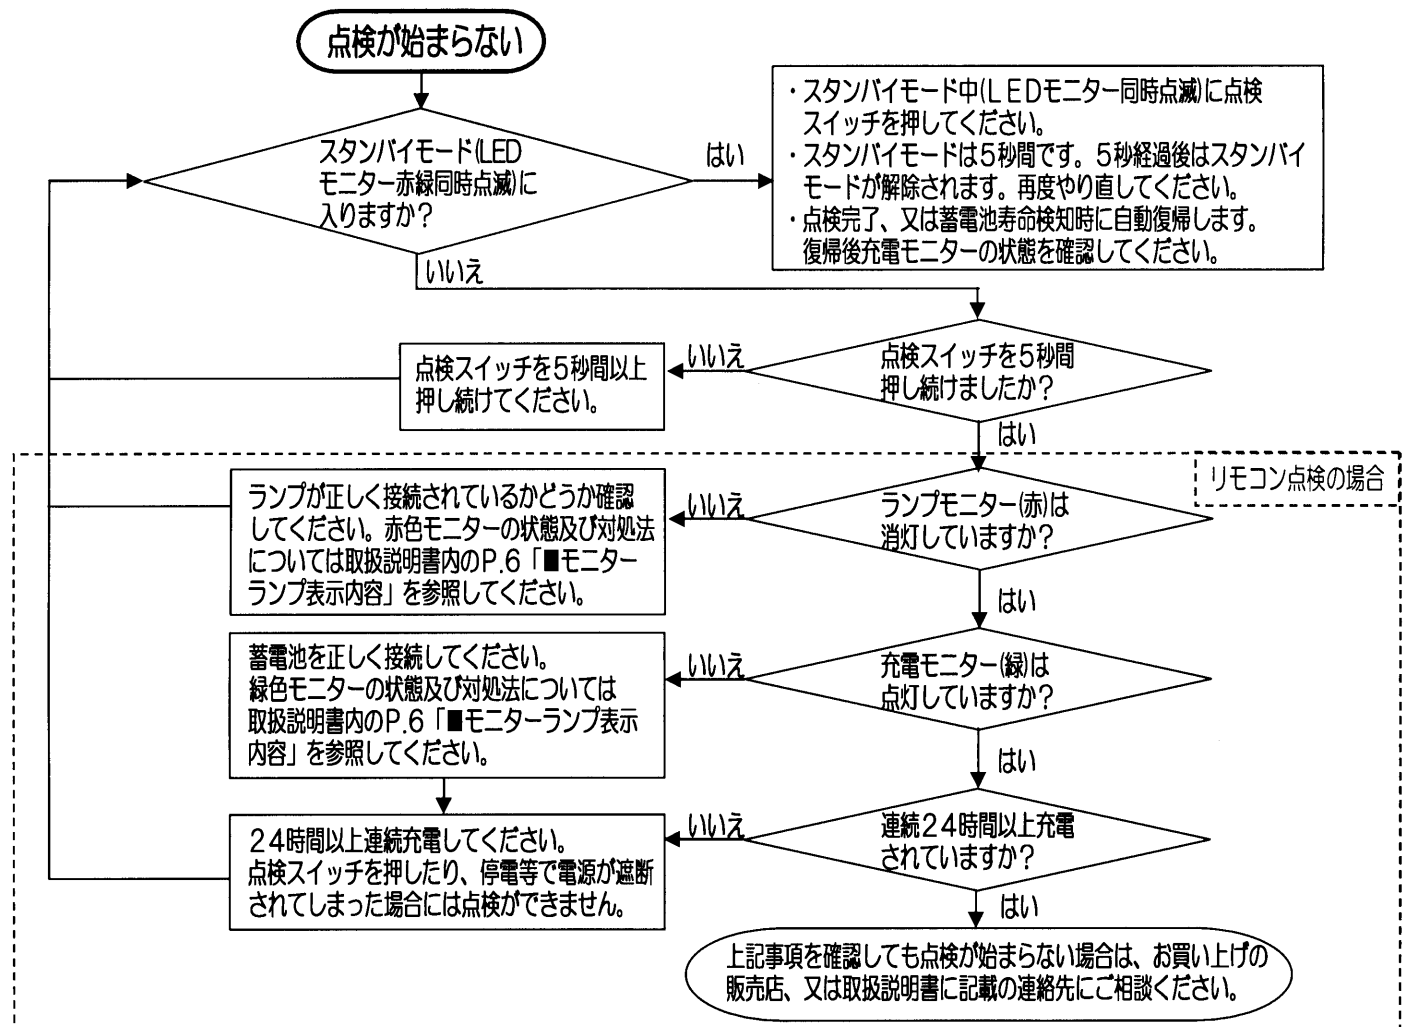 点検が始まらない
スタンバイモード(LED
モニター赤緑同時点滅)に
入りますか?
はい
・スタンバイモード中(LEDモニター同時点滅)に点検
スイッチを押してください。
・スタンバイモードは5秒間です。5秒経過後はスタンバイ
モードが解除されます。再度やり直してください。
・点検完了、又は蓄電池寿命検知時に自動復帰します。
復帰後充電モニターの状態を確認してください。
いいえ
点検スイッチを5秒間
押し続けましたか?
いいえ
点検スイッチを5秒間以上
押し続けてください。
はい
リモコン点検の場合
ランプモニター(赤)は
消灯していますか?
いいえ
ランプが正しく接続されているかどうか確認
してください。赤色モニターの状態及び対処法
については取扱説明書内のP.6「■モニター
ランプ表示内容」を参照してください。
はい
充電モニター(緑)は
点灯していますか?
いいえ
蓄電池を正しく接続してください。
緑色モニターの状態及び対処法については
取扱説明書内のP.6「■モニターランプ表示
内容」を参照してください。
はい
連続24時間以上充電
されていますか?
いいえ
24時間以上連続充電してください。
点検スイッチを押したり、停電等で電源が遮断
されてしまった場合には点検ができません。
はい
上記事項を確認しても点検が始まらない場合は、お買い上げの
販売店、又は取扱説明書に記載の連絡先にご相談ください。